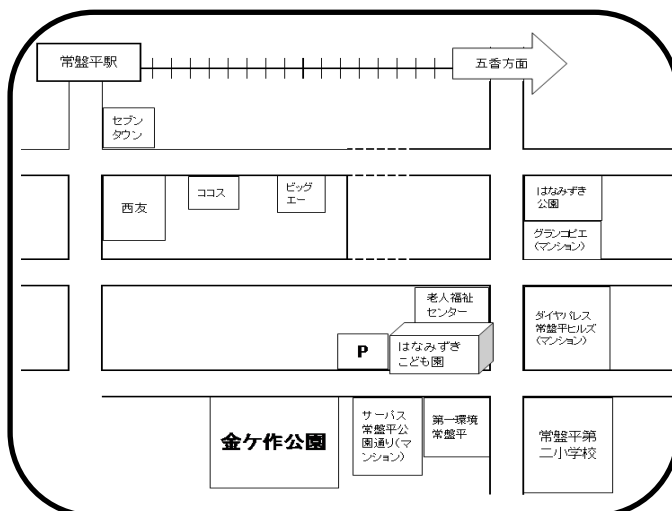 常盤平駅
五香方面
セブン
タウン
西友
ココス
ビッグ
エー
はなみずき
公園
グランコピエ
(マンション)
老人福祉
センター
ダイヤパレス
常盤平ヒルズ
(マンション)
P
はなみずき
こども園
金ケ作公園
サーパス
常盤平公
園通り(マ
ンション)
第一環境
常盤平
常盤平第
二小学校